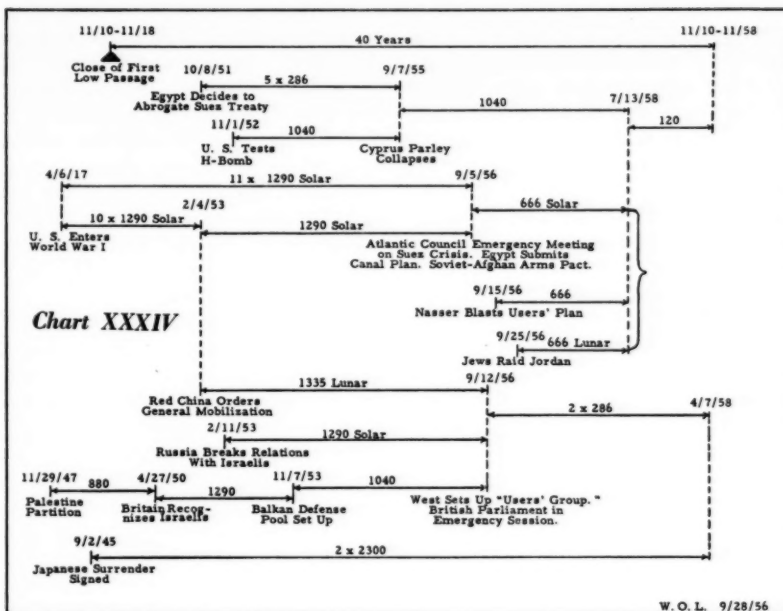 11/10-11/18
11/10-11/58
40 Years
Close of First
Low Passage
10/8/51
5 x 286
9/7/55
Egypt Decides to
Abrogate Suez Treaty
1040
7/13/58
120
11/1/52
1040
U. S. Tests
H-Bomb
Cyprus Parley
Collapses
4/6/17
11 x 1290 Solar
9/5/56
2/4/53
666 Solar
10 x 1290 Solar
1290 Solar
U. S. Enters
World War I
Atlantic Council Emergency Meeting
on Suez Crisis. Egypt Submits
Canal Plan. Soviet-Afghan Arms Pact.
9/15/56
666
Nasser Blasts Users' Plan
Chart XXXIV
9/25/56
666 Lunar
Jews Raid Jordan
1335 Lunar
9/12/56
Red China Orders
General Mobilization
2 x 286
4/7/58
2/11/53
1290 Solar
Russia Breaks Relations
With Israelis
11/29/47
880
4/27/50
11/7/53
1040
1290
Palestine
Partition
Britain Recog-
nizes Israelis
Balkan Defense
Pool Set Up
West Sets Up "Users' Group."
British Parliament in
Emergency Session.
9/2/45
2 x 2300
Japanese Surrender
Signed
W. O. L. 9/28/56